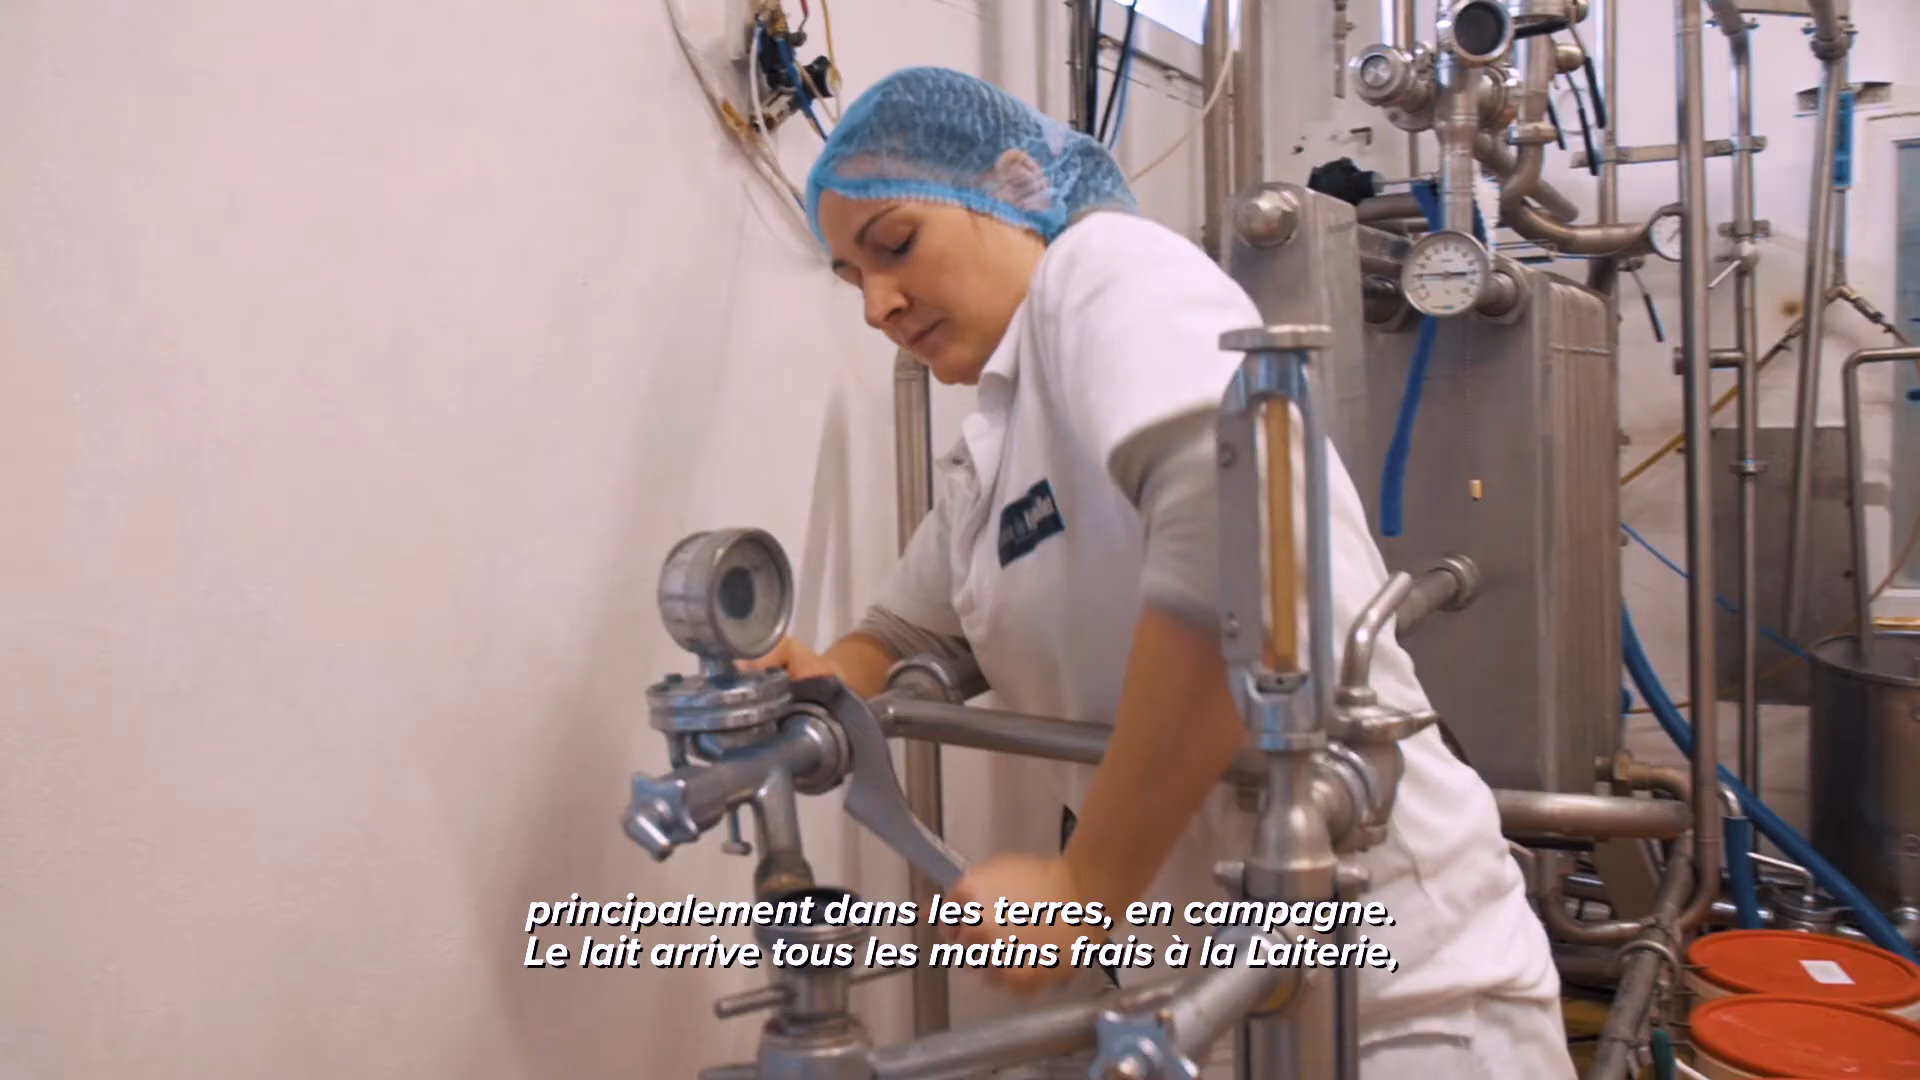 principalement dans les terres, en campagne.
Le lait arrive tous les matins frais à la Laiterie,